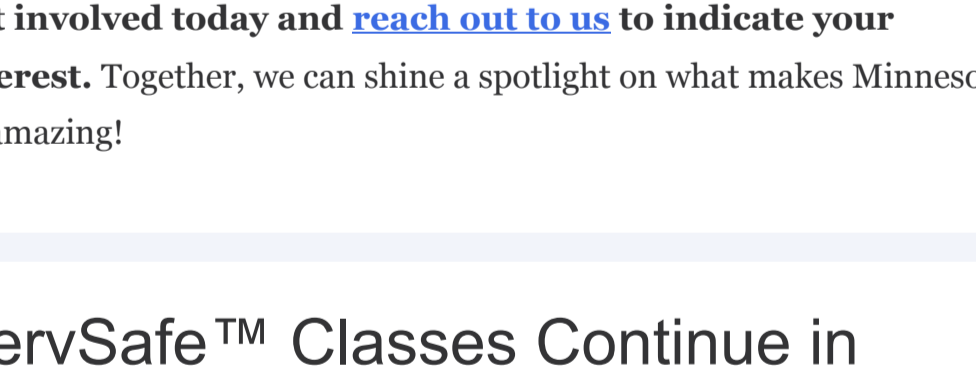 involved today and reach out to us to indicate your
erest. Together, we can shine a spotlight on what makes Minneso
amazing!
ervSafe™ Classes Continue in